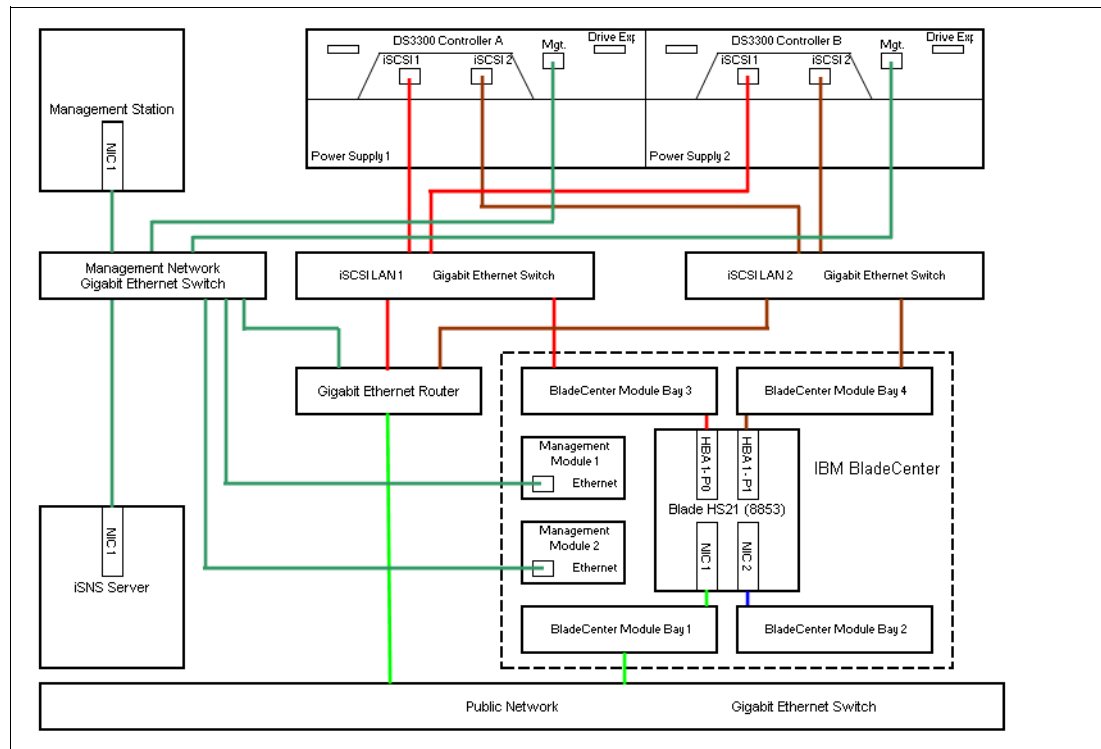 DS3300 Controller A
Mgt.
Drive Exp
iSCSI 1
iSCSI 2
DS3300 Controller B
Mgt.
Drive Exp
iSCSI 1
iSCSI 2
Power Supply 1
Power Supply 2
Management Station
NIC 1
Management Network
Gigabit Ethernet Switch
iSCSI LAN 1 Gigabit Ethernet Switch
iSCSI LAN 2 Gigabit Ethernet Switch
Gigabit Ethernet Router
BladeCenter Module Bay 3
BladeCenter Module Bay 4
Management
Module 1
Ethernet
HBA 1-P0
HBA 1-P1
IBM BladeCenter
Blade HS21 (8853)
NIC 1
NIC 2
Management
Module 2
Ethernet
NIC 1
iSNS Server
BladeCenter Module Bay 1
BladeCenter Module Bay 2
Public Network Gigabit Ethernet Switch